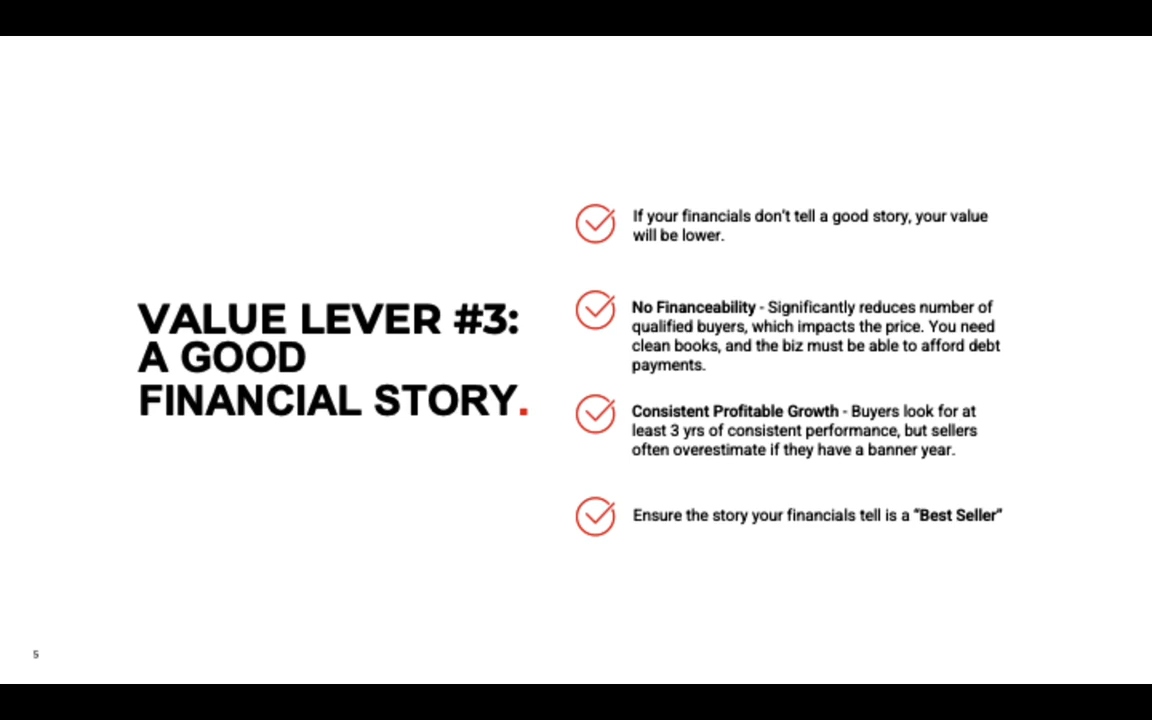 VALUE LEVER #3:
A GOOD
FINANCIAL STORY.
If your financials don't tell a good story, your value
will be lower.
No Financeability - Significantly reduces number of
qualified buyers, which impacts the price. You need
clean books, and the biz must be able to afford debt
payments.
Consistent Profitable Growth - Buyers look for at
least 3 yrs of consistent performance, but sellers
often overestimate if they have a banner year.
Ensure the story your financials tell is a “Best Seller”
5